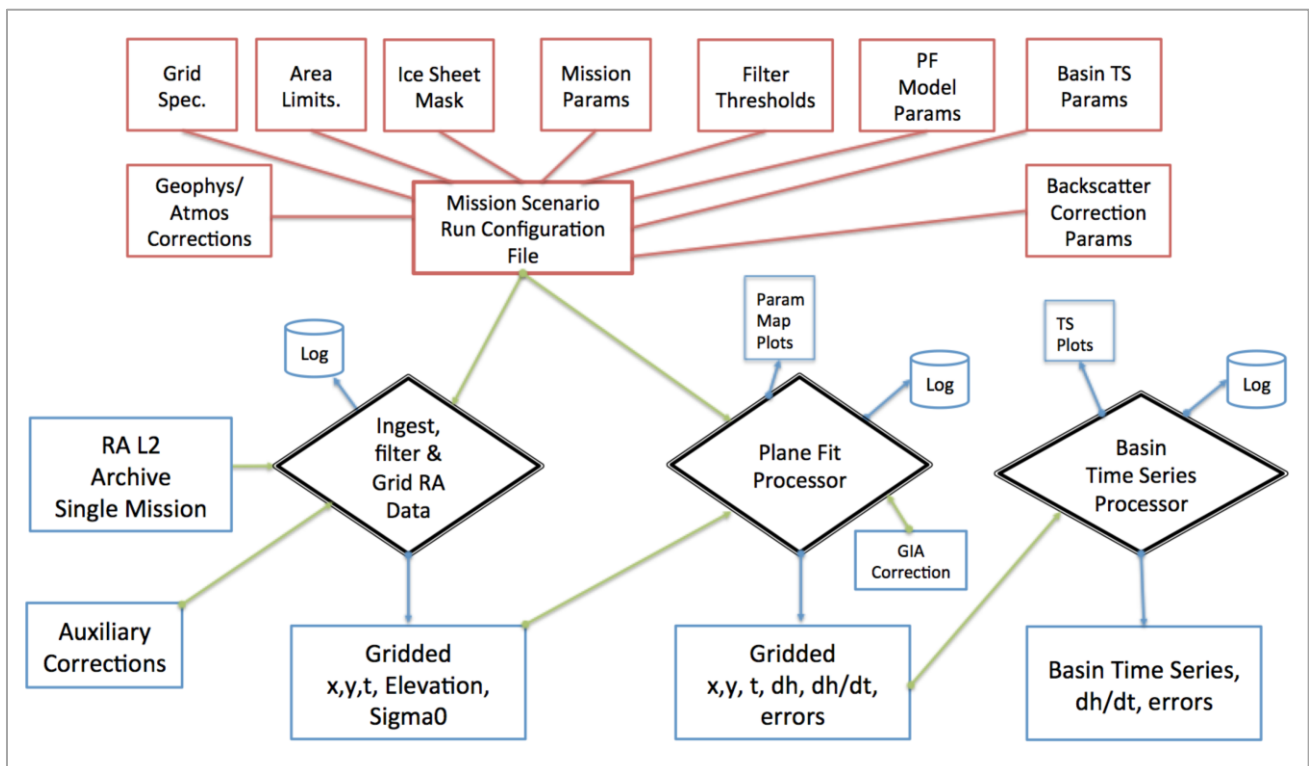 Grid
Spec.
Area
Limits.
Ice Sheet
Mask
Mission
Params
Filter
Thresholds
PF
Model
Params
Basin TS
Params
Geophys/
Atmos
Corrections
Mission Scenario
Run Configuration
File
Backscatter
Correction
Params
Log
Param
Map
Plots
Log
TS
Plots
Log
RA L2
Archive
Single Mission
Ingest,
filter &
Grid RA
Data
Plane Fit
Processor
Basin
Time Series
Processor
GIA
Correction
Auxiliary
Corrections
Gridded
x,y,t, Elevation,
Sigma0
Gridded
x,y, t, dh, dh/dt,
errors
Basin Time Series,
dh/dt, errors